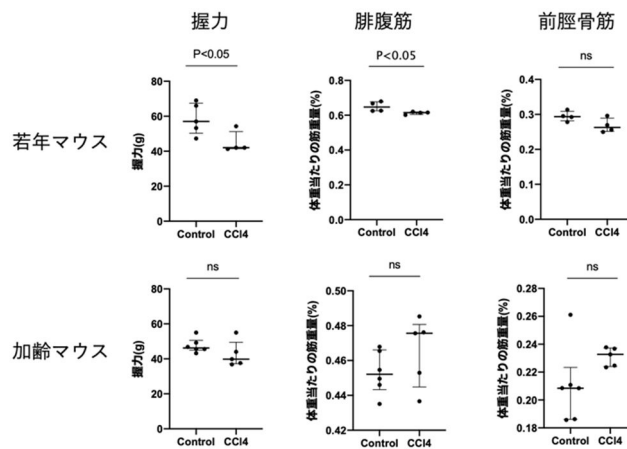 握力
腓腹筋
前脛骨筋
若年マウス
P<0.05
握力(g)
80
60
40
20
0
Control CCl4
P<0.05
体重当たりの筋重量(%)
0.8
0.6
0.4
0.2
0.0
Control CCl4
ns
体重当たりの筋重量(%)
0.4
0.3
0.2
0.1
0.0
Control CCl4
加齢マウス
ns
握力(g)
80
60
40
20
0
Control CCl4
ns
体重当たりの筋重量(%)
0.50
0.48
0.46
0.44
0.42
Control CCl4
ns
体重当たりの筋重量(%)
0.28
0.26
0.24
0.22
0.20
0.18
Control CCl4